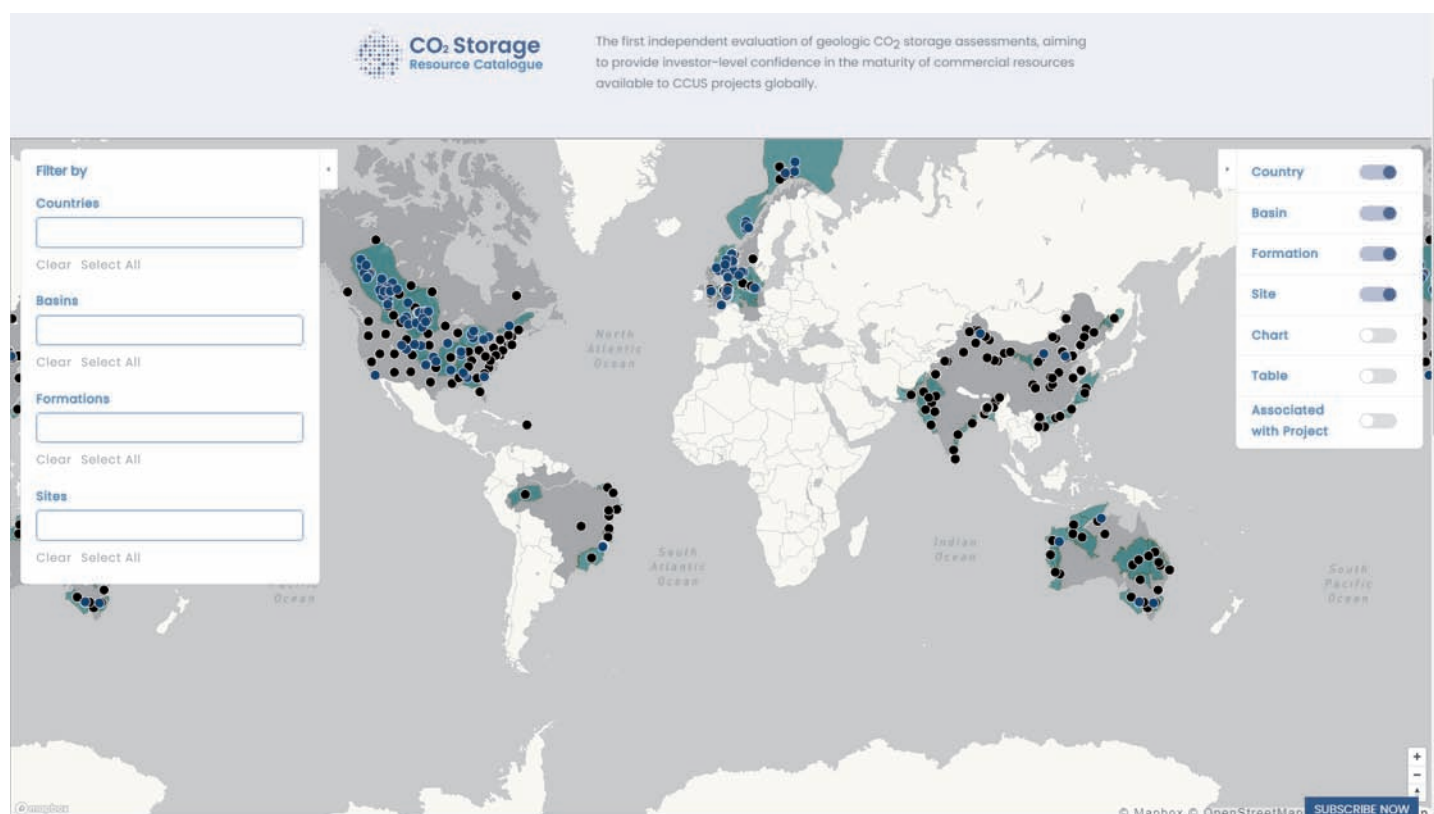 CO₂ Storage
Resource Catalogue
The first independent evaluation of geologic CO₂ storage assessments, aiming
to provide investor-level confidence in the maturity of commercial resources
available to CCUS projects globally.
Filter by
Countries
Clear Select All
Basins
Clear Select All
Formations
Clear Select All
Sites
Clear Select All
Country
Basin
Formation
Site
Chart
Table
Associated
with Project
North
Atlantic
Ocean
South
Atlantic
Ocean
Indian
Ocean
South
Pacific
Ocean
Ocean
mapbox
© Mapbox © OpenStreetMap
SUBSCRIBE NOW